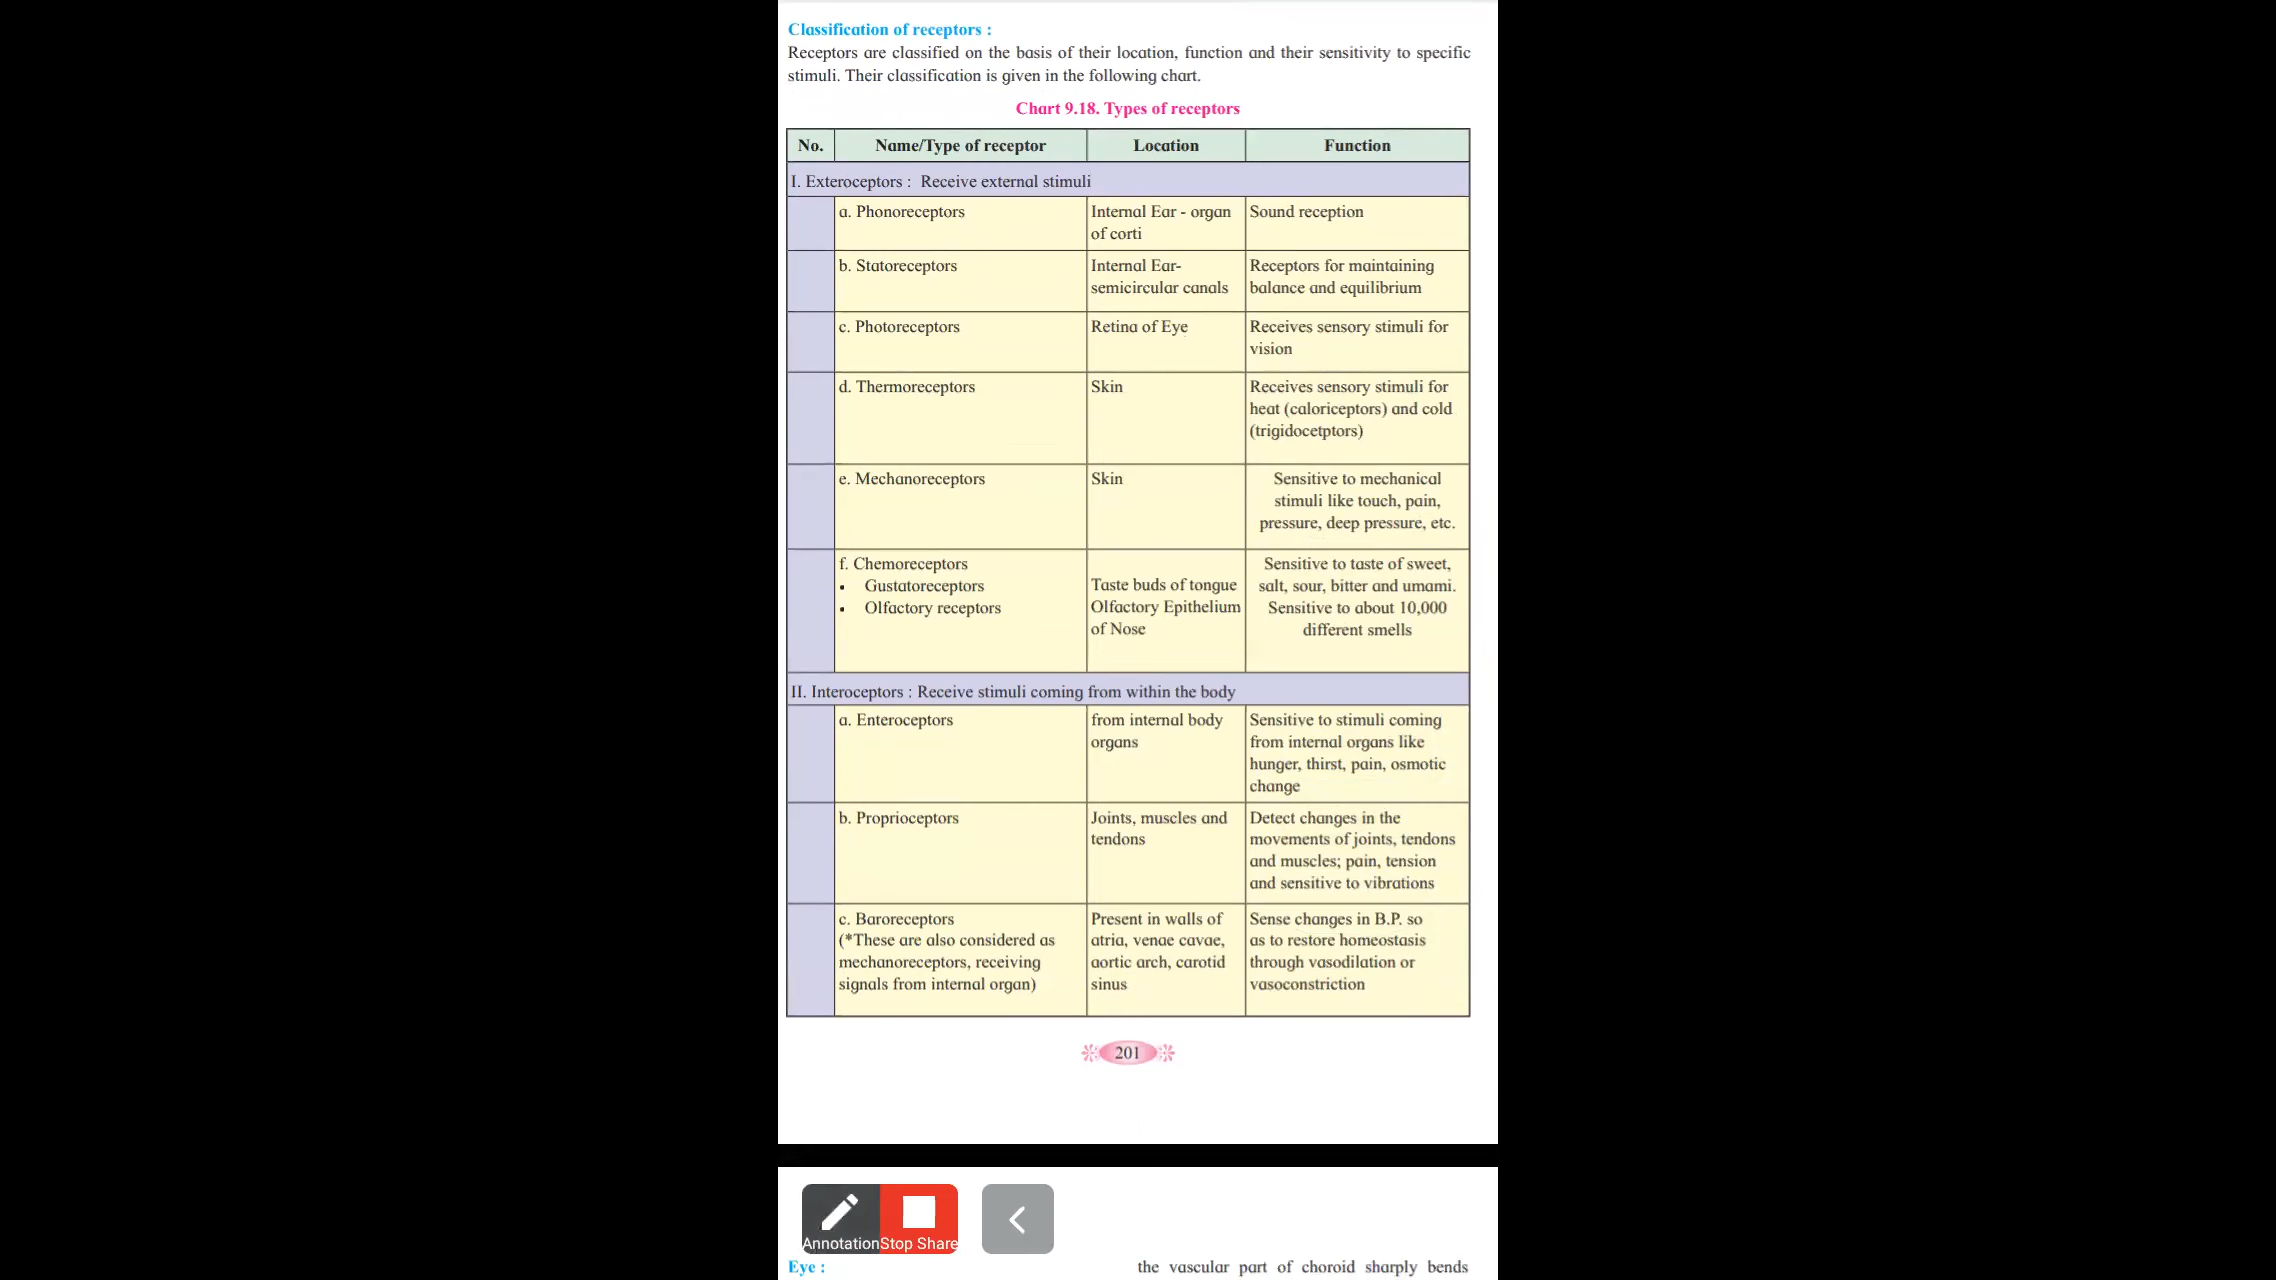 Classification of receptors :
Receptors are classified on the basis of their location, function and their sensitivity to specific
stimuli. Their classification is given in the following chart.
Chart 9.18. Types of receptors
No. Name/Type of receptor Location Function
I. Exteroceptors : Receive external stimuli
a. Phonoreceptors
Internal Ear - organ
of corti
Sound reception
b. Statoreceptors
Internal Ear-
semicircular canals
Receptors for maintaining
balance and equilibrium
c. Photoreceptors
Retina of Eye
Receives sensory stimuli for
vision
d. Thermoreceptors
Skin
Receives sensory stimuli for
heat (caloriceptors) and cold
(trigidocetptors)
e. Mechanoreceptors
Skin
Sensitive to mechanical
stimuli like touch, pain,
pressure, deep pressure, etc.
f. Chemoreceptors
• Gustatoreceptors
• Olfactory receptors
Taste buds of tongue
Olfactory Epithelium
of Nose
Sensitive to taste of sweet,
salt, sour, bitter and umami.
Sensitive to about 10,000
different smells
II. Interoceptors : Receive stimuli coming from within the body
a. Enteroceptors
from internal body
organs
Sensitive to stimuli coming
from internal organs like
hunger, thirst, pain, osmotic
change
b. Proprioceptors
Joints, muscles and
tendons
Detect changes in the
movements of joints, tendons
and muscles; pain, tension
and sensitive to vibrations
c. Baroreceptors
(*These are also considered as
mechanoreceptors, receiving
signals from internal organ)
Present in walls of
atria, venae cavae,
aortic arch, carotid
sinus
Sense changes in B.P. so
as to restore homeostasis
through vasodilation or
vasoconstriction
201
Annotation
Stop Share
Eye :
the vascular part of choroid sharply bends